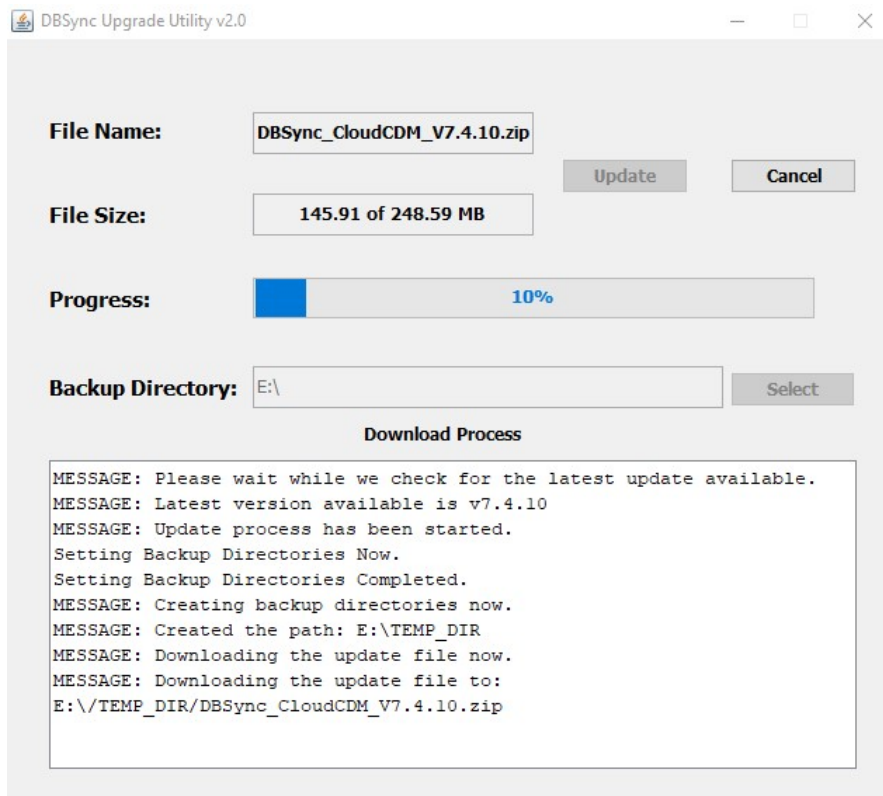 DBSync Upgrade Utility v2.0
File Name:
DBSync_CloudCDM_V7.4.10.zip
Update
Cancel
File Size:
145.91 of 248.59 MB
Progress:
10%
Backup Directory:
E:\
Select
Download Process
MESSAGE: Please wait while we check for the latest update available.
MESSAGE: Latest version available is v7.4.10
MESSAGE: Update process has been started.
Setting Backup Directories Now.
Setting Backup Directories Completed.
MESSAGE: Creating backup directories now.
MESSAGE: Created the path: E:\TEMP_DIR
MESSAGE: Downloading the update file now.
MESSAGE: Downloading the update file to:
E:\/TEMP_DIR/DBSync_CloudCDM_V7.4.10.zip